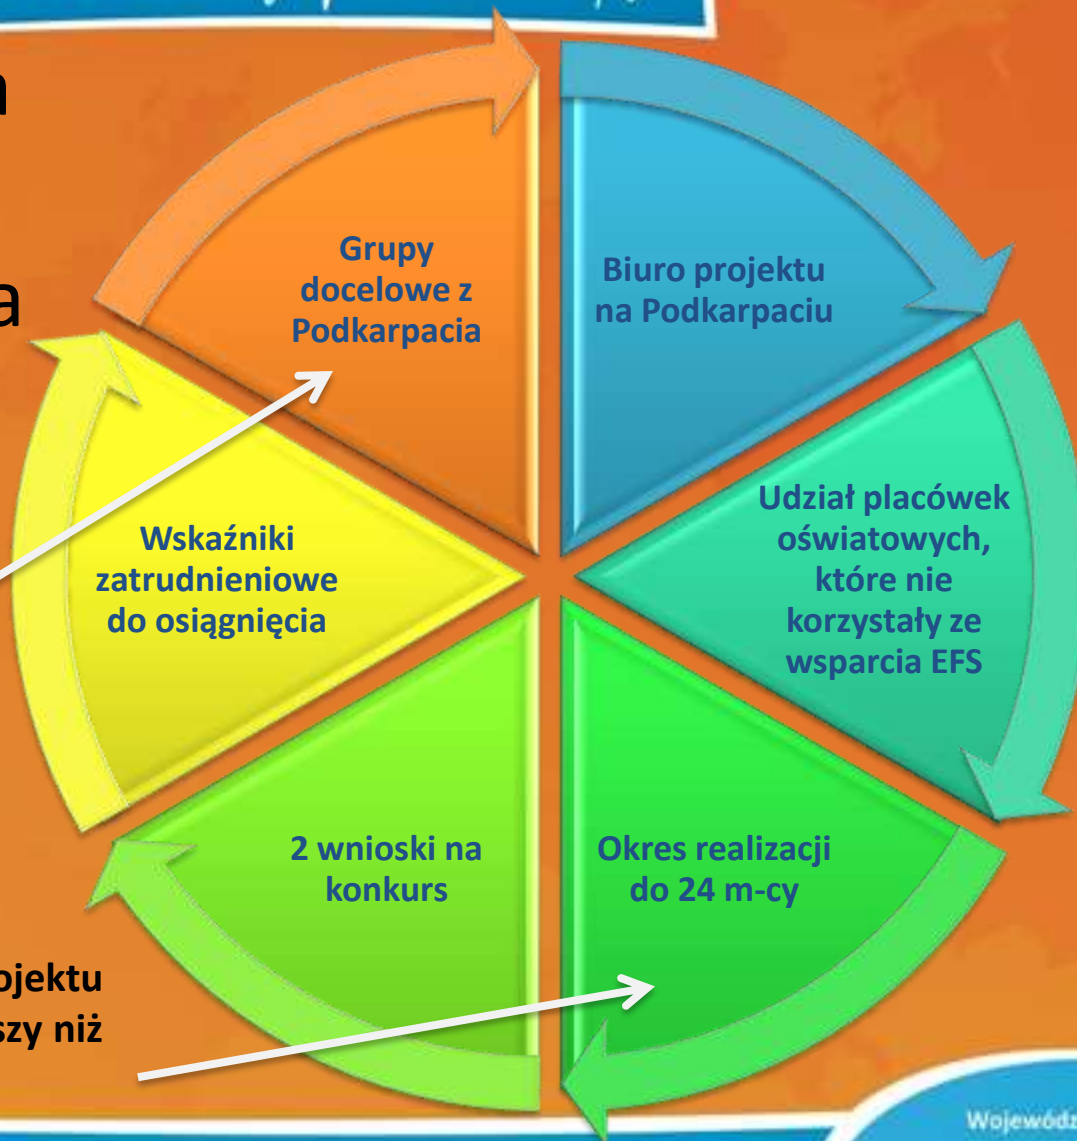 a
Grupy
docelowe z
Podkarpacia
Biuro projektu
na Podkarpaciu
Wskaźniki
zatrudnieniowe
do osiągnięcia
Udział placówek
oświatowych,
które nie
korzystały ze
wsparcia EFS
2 wnioski na
konkurs
Okres realizacji
do 24 m-cy
ojektu
szy niż
Wojewódz